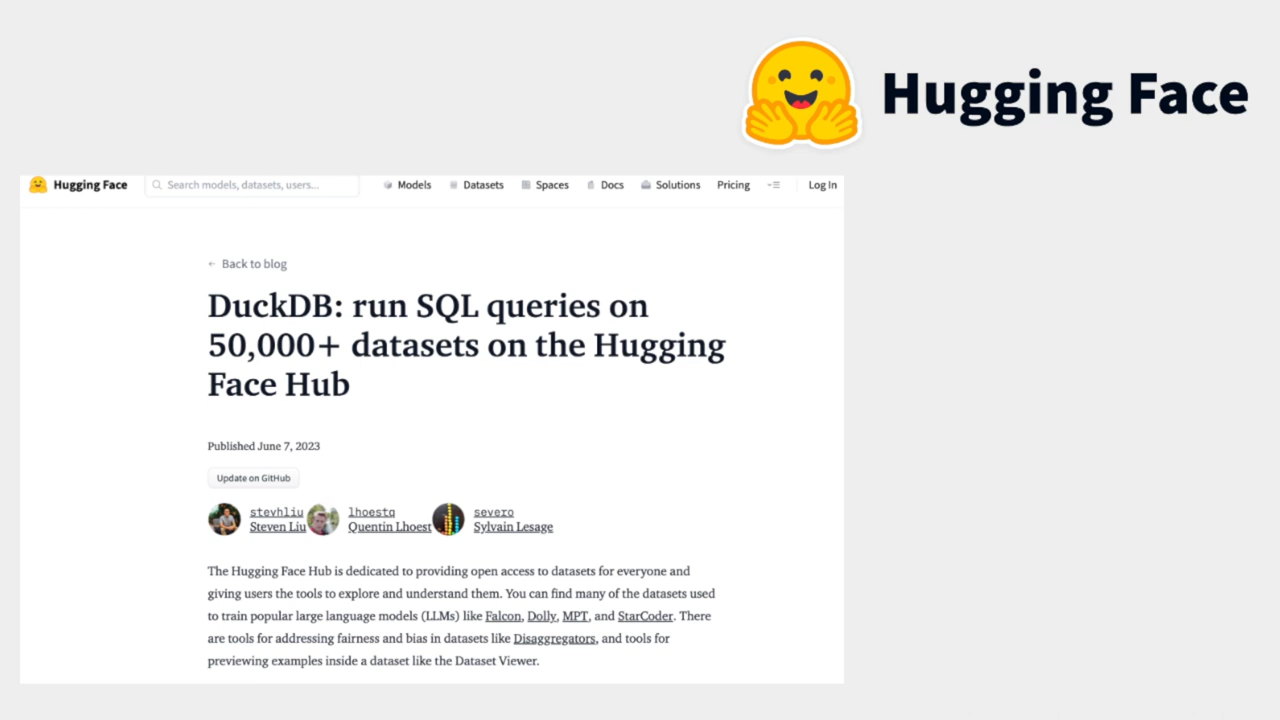 Hugging Face
Hugging Face Search models, datasets, users... Models Datasets Spaces Docs Solutions Pricing Log In
← Back to blog
DuckDB: run SQL queries on
50,000+ datasets on the Hugging
Face Hub
Published June 7, 2023
Update on GitHub
stevhliu lhoestq severo
Steven Liu Quentin Lhoest Sylvain Lesage
The Hugging Face Hub is dedicated to providing open access to datasets for everyone and
giving users the tools to explore and understand them. You can find many of the datasets used
to train popular large language models (LLMs) like Falcon, Dolly, MPT, and StarCoder. There
are tools for addressing fairness and bias in datasets like Disaggregators, and tools for
previewing examples inside a dataset like the Dataset Viewer.